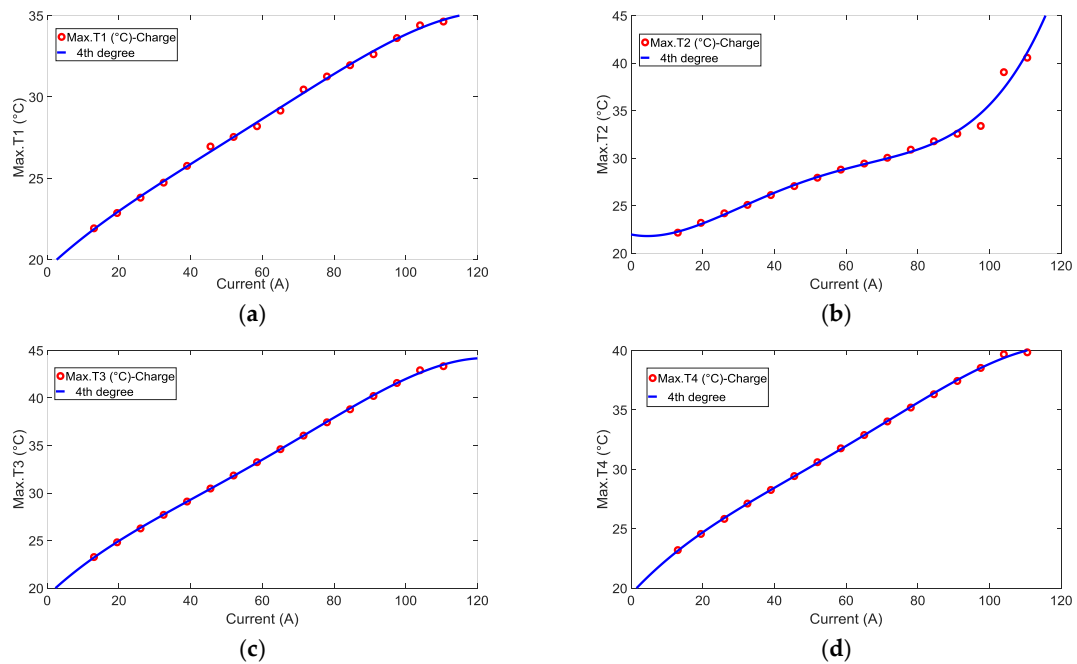 35
30
25
20
Max.T1 (°C)
Max.T1 (°C)-Charge
4th degree
0 20 40 60 80 100 120
Current (A)
(a)
45
40
35
30
25
20
Max.T2 (°C)
Max.T2 (°C)-Charge
4th degree
0 20 40 60 80 100 120
Current (A)
(b)
45
40
35
30
25
20
Max.T3 (°C)
Max.T3 (°C)-Charge
4th degree
0 20 40 60 80 100 120
Current (A)
(c)
40
35
30
25
20
Max.T4 (°C)
Max.T4 (°C)-Charge
4th degree
0 20 40 60 80 100 120
Current (A)
(d)